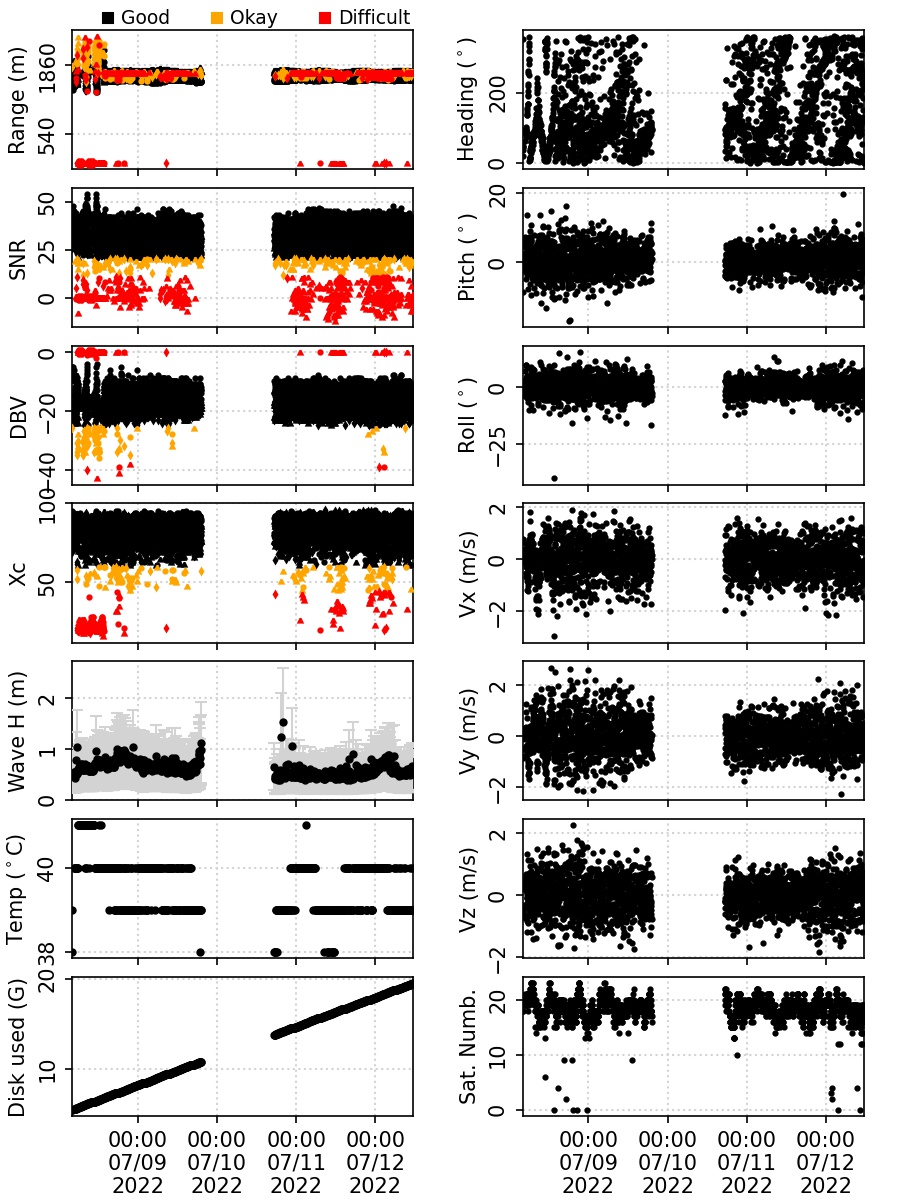 Good Okay Difficult
Range (m)
1860
540
Heading (°)
200
0
SNR
50
25
0
Pitch (°)
20
0
DBV
0
−20
−40
Roll (°)
0
−25
Xc
100
50
Vx (m/s)
2
0
−2
Wave H (m)
2
1
0
Vy (m/s)
2
0
−2
Temp (°C)
40
38
Vz (m/s)
2
0
−2
Disk used (G)
20
10
Sat. Numb.
20
10
0
00:00 00:00 00:00 00:00
07/09 07/10 07/11 07/12
2022 2022 2022 2022
00:00 00:00 00:00 00:00
07/09 07/10 07/11 07/12
2022 2022 2022 2022